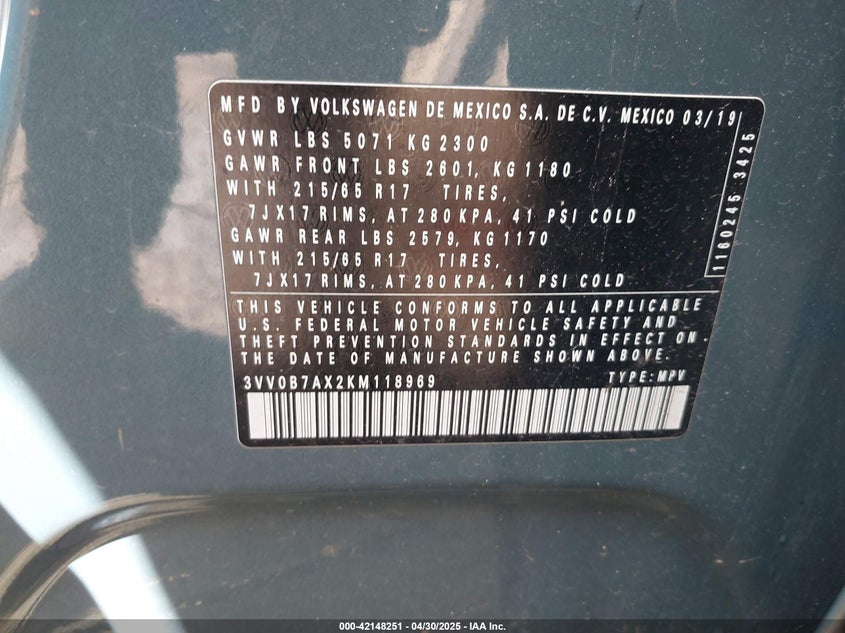 MFD BY VOLKSWAGEN DE MEXICO S.A. DE C.V. MEXICO 03/19
GVWR LBS 5071 KG 2300
GAWR FRONT LBS 2601, KG 1180
WITH 215/65 R17 TIRES,
7JX17 RIMS, AT 280 KPA, 41 PSI COLD
GAWR REAR LBS 2579, KG 1170
WITH 215/65 R17 TIRES,
7JX17 RIMS, AT 280 KPA, 41 PSI COLD
1160245 3425
THIS VEHICLE CONFORMS TO ALL APPLICABLE
U.S. FEDERAL MOTOR VEHICLE SAFETY AND
THEFT PREVENTION STANDARDS IN EFFECT ON
THE DATE OF MANUFACTURE SHOWN ABOVE.
3VV0B7AX2KM118969 TYPE: MPV
000-42148251 | 04/30/2025 | IAA Inc.